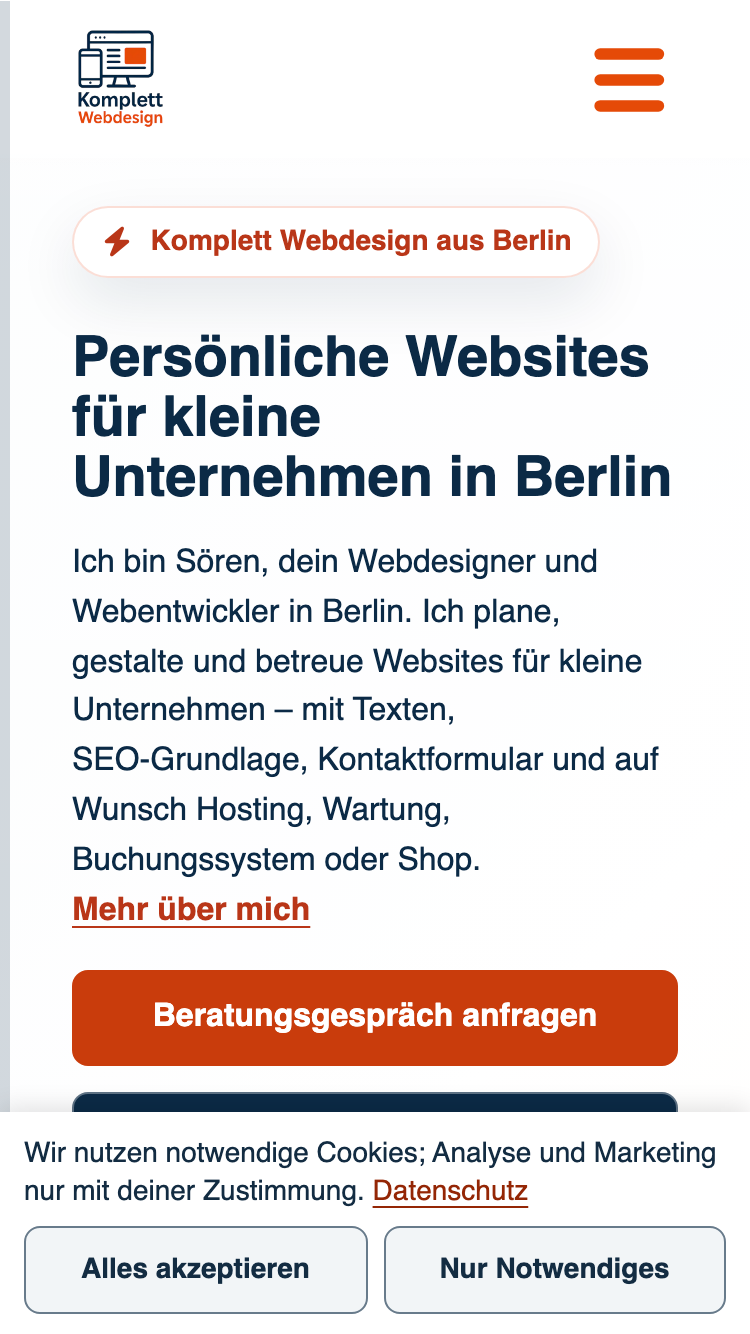 Komplett
Webdesign
Komplett Webdesign aus Berlin
Persönliche Websites
für kleine
Unternehmen in Berlin
Ich bin Sören, dein Webdesigner und
Webentwickler in Berlin. Ich plane,
gestalte und betreue Websites für kleine
Unternehmen – mit Texten,
SEO-Grundlage, Kontaktformular und auf
Wunsch Hosting, Wartung,
Buchungssystem oder Shop.
Mehr über mich
Beratungsgespräch anfragen
Wir nutzen notwendige Cookies; Analyse und Marketing
nur mit deiner Zustimmung. Datenschutz
Alles akzeptieren
Nur Notwendiges